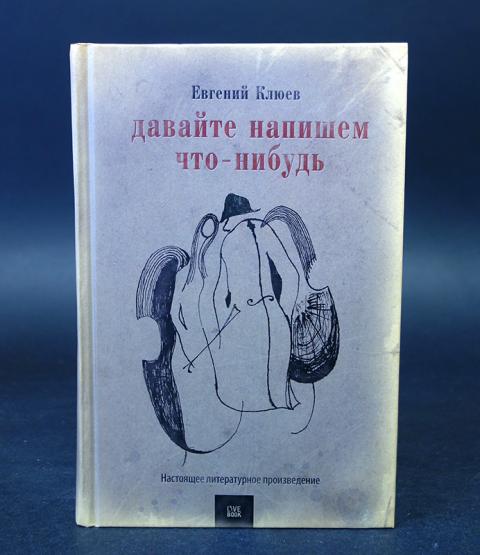 Евгений Клюев
давайте напишем
что-нибудь
Настоящее литературное произведение
LIVE
BOOK